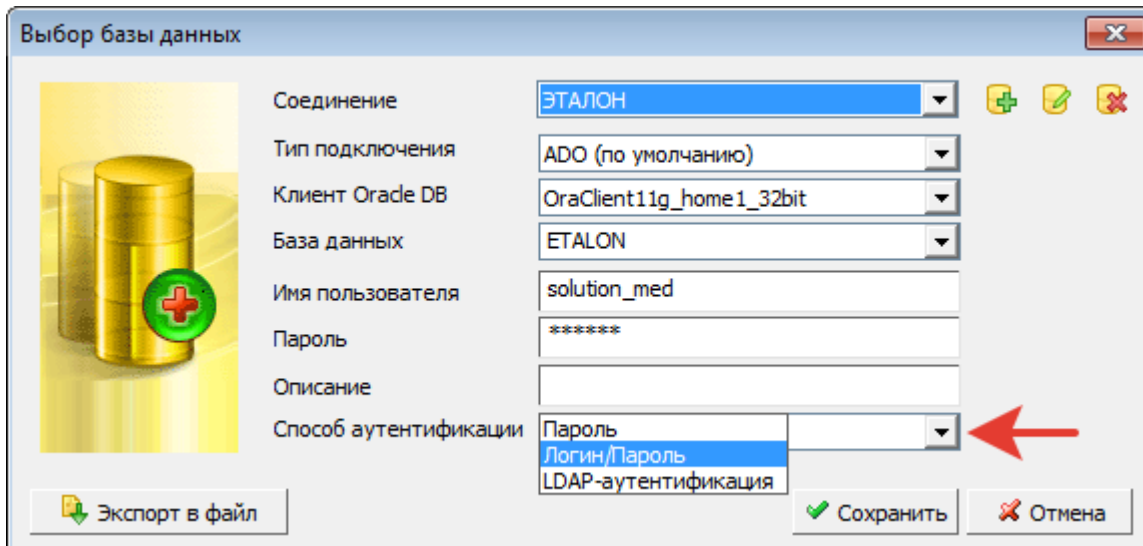 Выбор базы данных
Соединение ЭТАЛОН
Тип подключения ADO (по умолчанию)
Клиент Oracle DB OraClient11g_home1_32bit
База данных ETALON
Имя пользователя solution_med
Пароль ******
Описание
Способ аутентификации Пароль
Логин/Пароль
LDAP-аутентификация
Экспорт в файл Сохранить Отмена